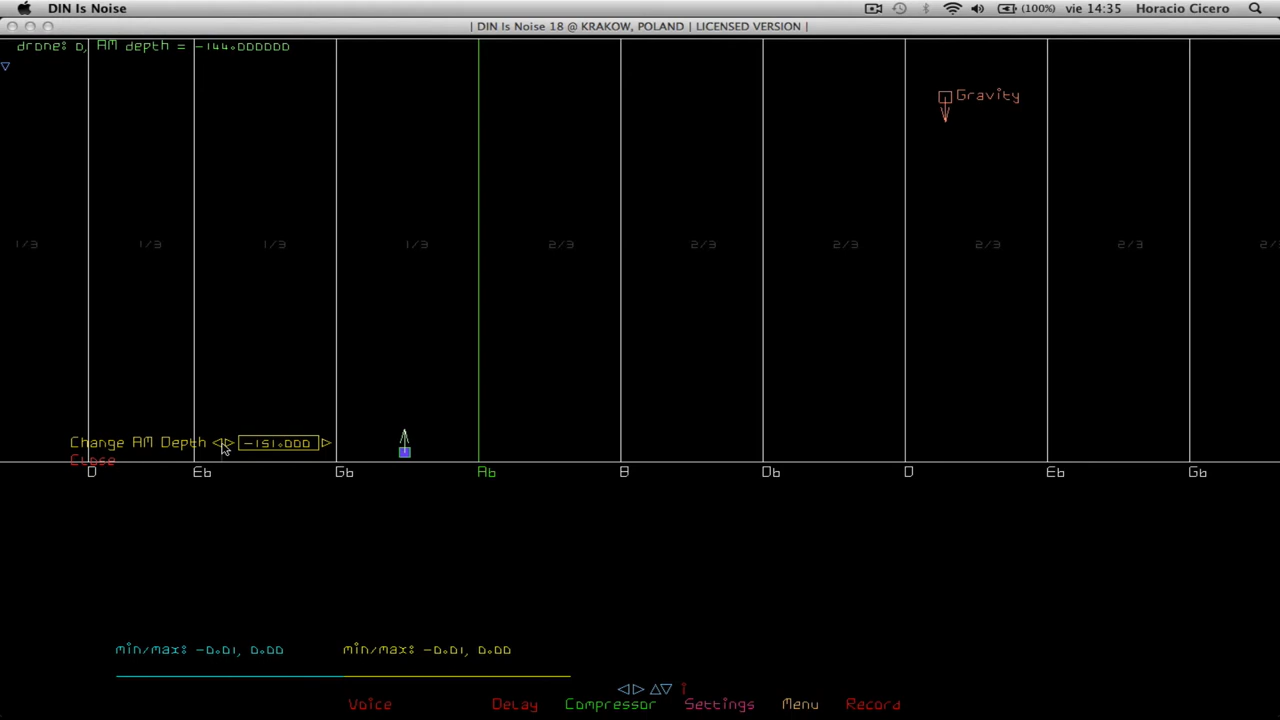 DIN Is Noise (100%) vie 14:35 Horacio Cicero
| DIN Is Noise 18 @ KRAKOW, POLAND | LICENSED VERSION |
drone: 0, AM depth = -144.000000
Gravity
1/3 1/3 1/3 1/3 2/3 2/3 2/3 2/3 2/3 2/
Change AM Depth -151.000
Close
D Eb Gb Ab B Db D Eb Gb
min/max: -0.01, 0.00 min/max: -0.01, 0.00
i
Voice Delay Compressor Settings Menu Record